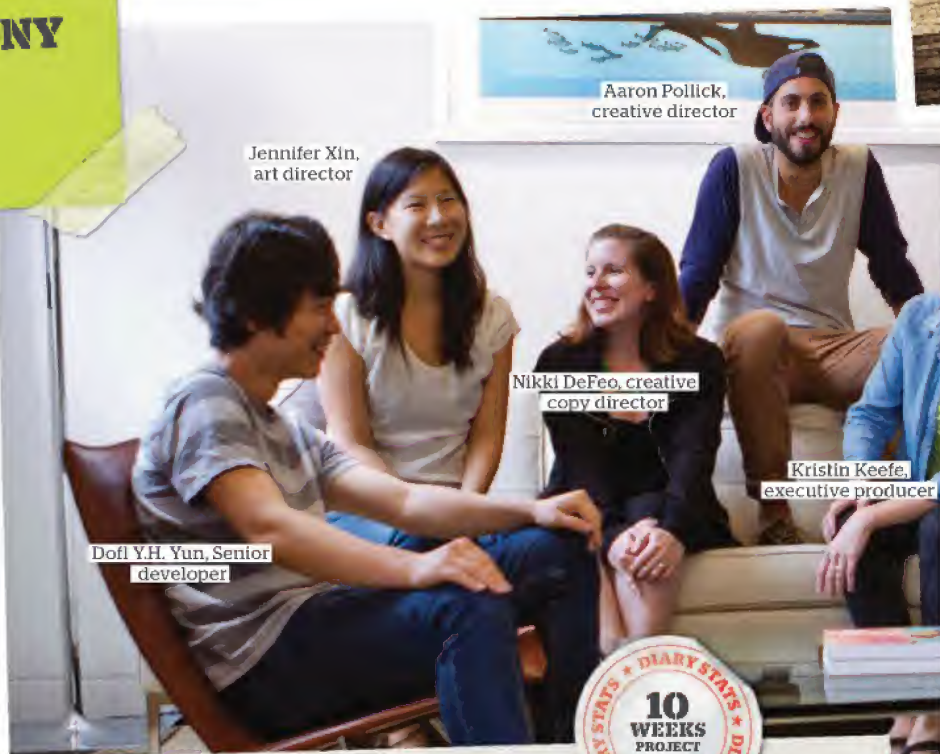 NY
Aaron Pollick,
creative director
Jennifer Xin,
art director
Nikki DeFeo, creative
copy director
Kristin Keefe,
executive producer
Dofl Y.H. Yun, Senior
developer
STATS ★ DIARY STATS ★
10
WEEKS
PROJECT